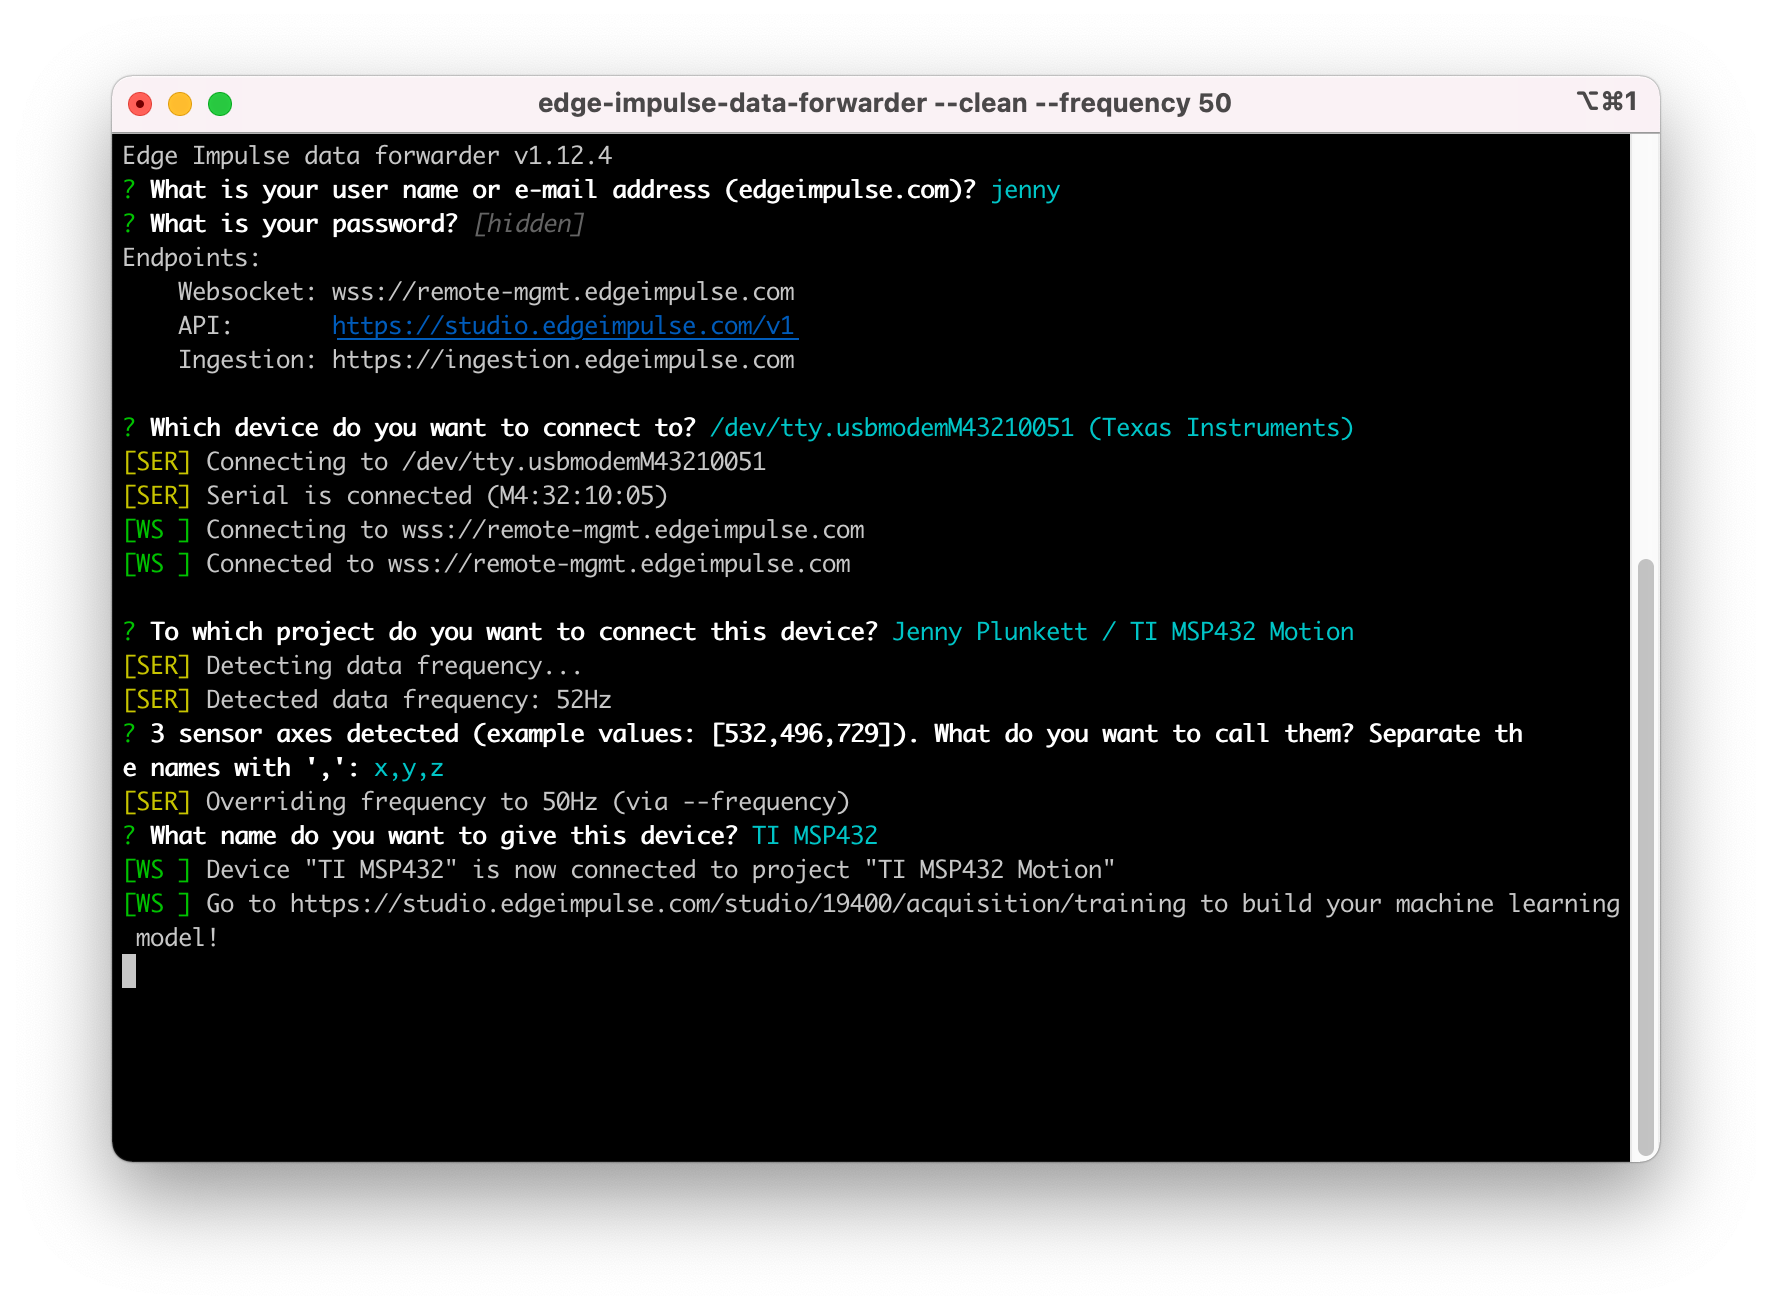 edge-impulse-data-forwarder --clean --frequency 50 ⌥⌘1
Edge Impulse data forwarder v1.12.4
? What is your user name or e-mail address (edgeimpulse.com)? jenny
? What is your password? [hidden]
Endpoints:
    Websocket: wss://remote-mgmt.edgeimpulse.com
    API:       https://studio.edgeimpulse.com/v1
    Ingestion: https://ingestion.edgeimpulse.com

? Which device do you want to connect to? /dev/tty.usbmodemM43210051 (Texas Instruments)
[SER] Connecting to /dev/tty.usbmodemM43210051
[SER] Serial is connected (M4:32:10:05)
[WS ] Connecting to wss://remote-mgmt.edgeimpulse.com
[WS ] Connected to wss://remote-mgmt.edgeimpulse.com

? To which project do you want to connect this device? Jenny Plunkett / TI MSP432 Motion
[SER] Detecting data frequency...
[SER] Detected data frequency: 52Hz
? 3 sensor axes detected (example values: [532,496,729]). What do you want to call them? Separate th
e names with ',': x,y,z
[SER] Overriding frequency to 50Hz (via --frequency)
? What name do you want to give this device? TI MSP432
[WS ] Device "TI MSP432" is now connected to project "TI MSP432 Motion"
[WS ] Go to https://studio.edgeimpulse.com/studio/19400/acquisition/training to build your machine learning
 model!